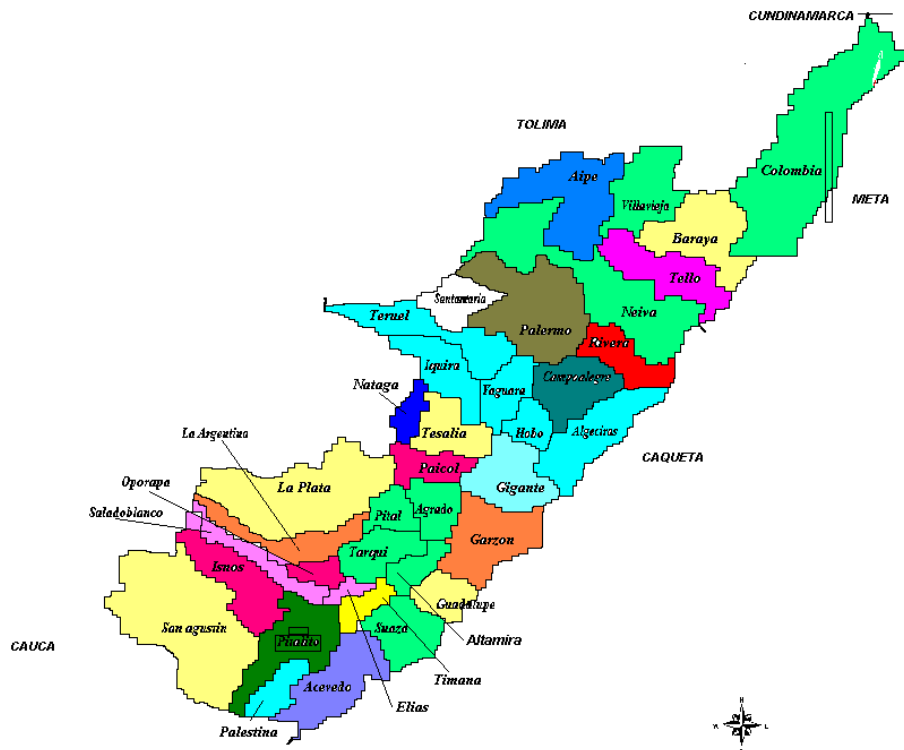 CUNDINAMARCA
TOLIMA
Aipe
Colombia
Villavieja
META
Baraya
Tello
Santamaria
Teruel
Palermo
Neiva
Rivera
Iquira
Campoalegre
Nataga
Yaguara
La Argentina
Tesalia
Hobo
Algeciras
CAQUETA
Oporapa
La Plata
Paicol
Gigante
Saladoblanco
Pital
Agrado
Garzon
Tarqui
Isnos
Guadalupe
San agustin
Suaza
Altamira
CAUCA
Acevedo
Timana
Elias
Palestina
N
L